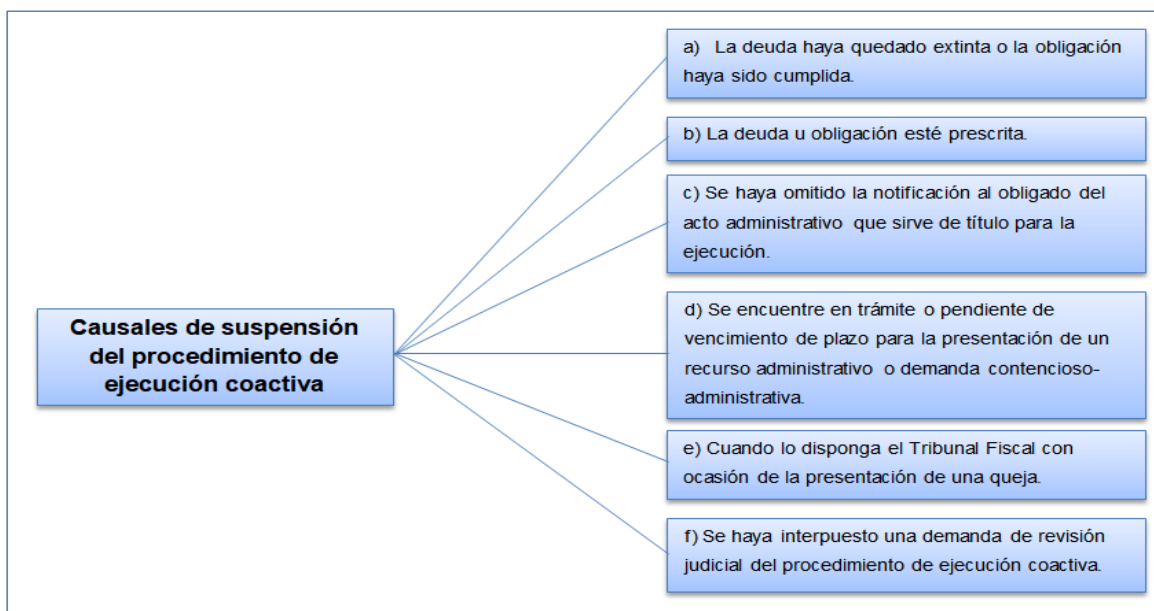 Causales de suspensión
del procedimiento de
ejecución coactiva
a) La deuda haya quedado extinta o la obligación
haya sido cumplida.
b) La deuda u obligación esté prescrita.
c) Se haya omitido la notificación al obligado del
acto administrativo que sirve de título para la
ejecución.
d) Se encuentre en trámite o pendiente de
vencimiento de plazo para la presentación de un
recurso administrativo o demanda contencioso-
administrativa.
e) Cuando lo disponga el Tribunal Fiscal con
ocasión de la presentación de una queja.
f) Se haya interpuesto una demanda de revisión
judicial del procedimiento de ejecución coactiva.